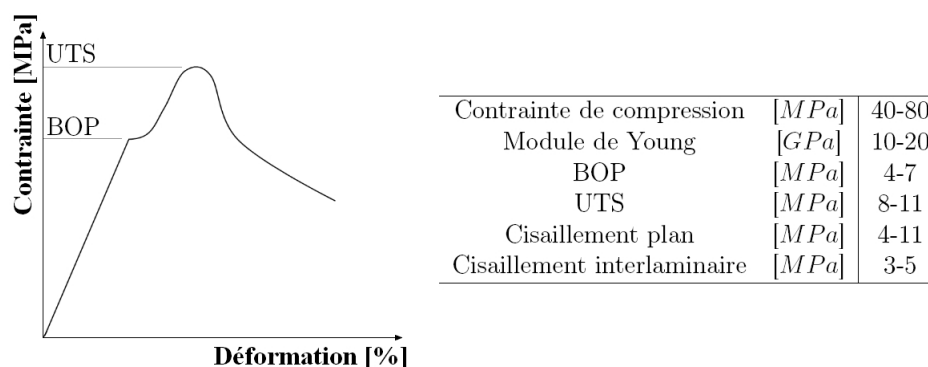 Contrainte [MPa]
UTS
BOP
Déformation [%]
Contrainte de compression [MPa] 40-80
Module de Young [GPa] 10-20
BOP [MPa] 4-7
UTS [MPa] 8-11
Cisaillement plan [MPa] 4-11
Cisaillement interlaminaire [MPa] 3-5